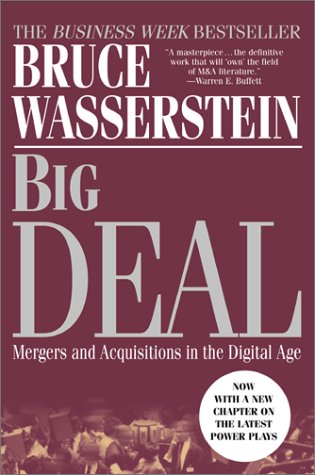 THE BUSINESS WEEK BESTSELLER
BRUCE
WASSERSTEIN
"A masterpiece...the definitive
work that will 'own' the field
of M&A literature."
—Warren E. Buffett
BIG
DEAL
Mergers and Acquisitions in the Digital Age
NOW
WITH A NEW
CHAPTER ON
THE LATEST
POWER PLAYS